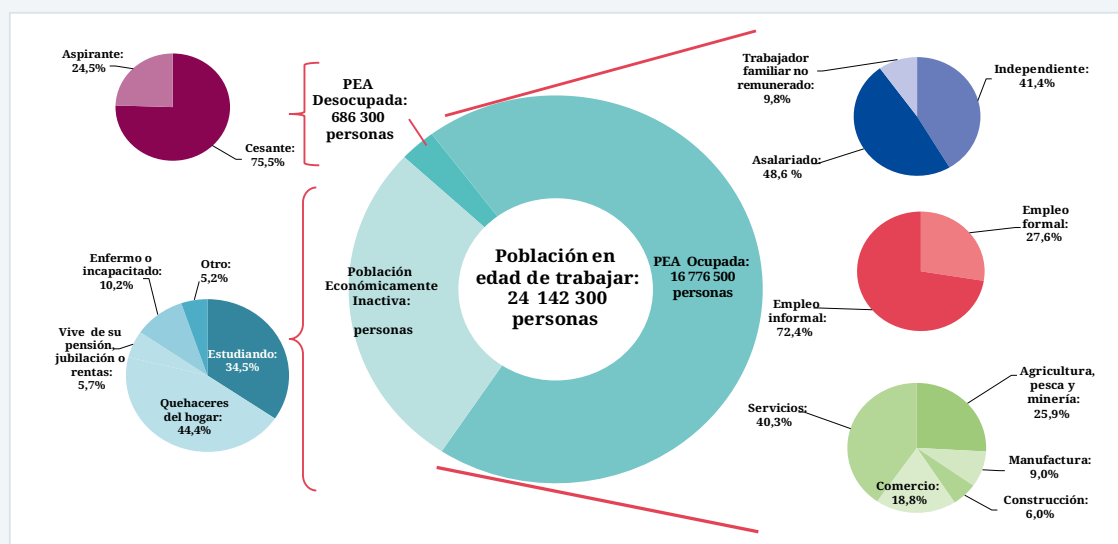 Aspirante:
24,5%
Cesante:
75,5%
PEA
Desocupada:
686 300
personas
Enfermo o
incapacitado:
10,2%
Otro:
5,2%
Vive de su
pensión,
jubilación o
rentas:
5,7%
Estudiando:
34,5%
Quehaceres
del hogar:
44,4%
Población
Económicamente
Inactiva:
personas
Población en
edad de trabajar:
24 142 300
personas
PEA Ocupada:
16 776 500
personas
Trabajador
familiar no
remunerado:
9,8%
Independiente:
41,4%
Asalariado:
48,6 %
Empleo
formal:
27,6%
Empleo
informal:
72,4%
Agricultura,
pesca y
minería:
25,9%
Servicios:
40,3%
Manufactura:
9,0%
Comercio:
18,8%
Construcción:
6,0%